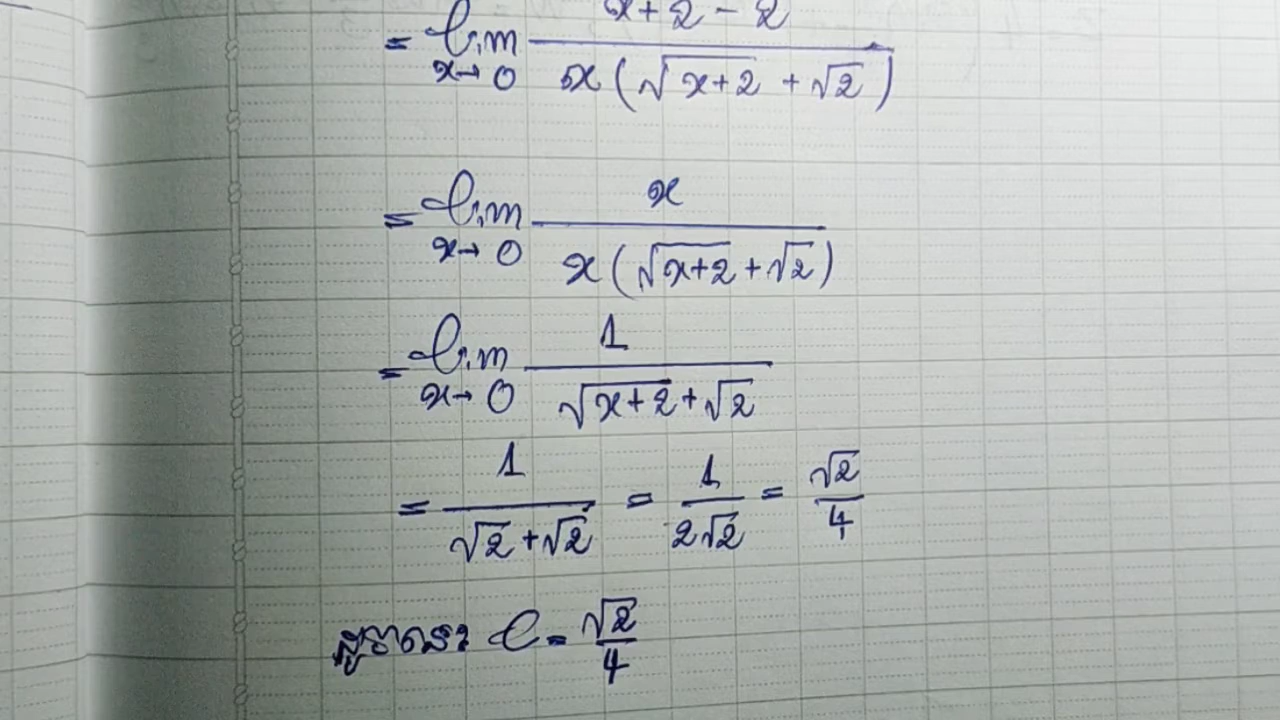 = lim x→0 x+2-2 / x(√(x+2) + √2)
= lim x→0 x / x(√(x+2) + √2)
= lim x→0 1 / √(x+2) + √2
= 1 / √2 + √2 = 1 / 2√2 = √2 / 4
ដូចនេះ ℓ = √2 / 4